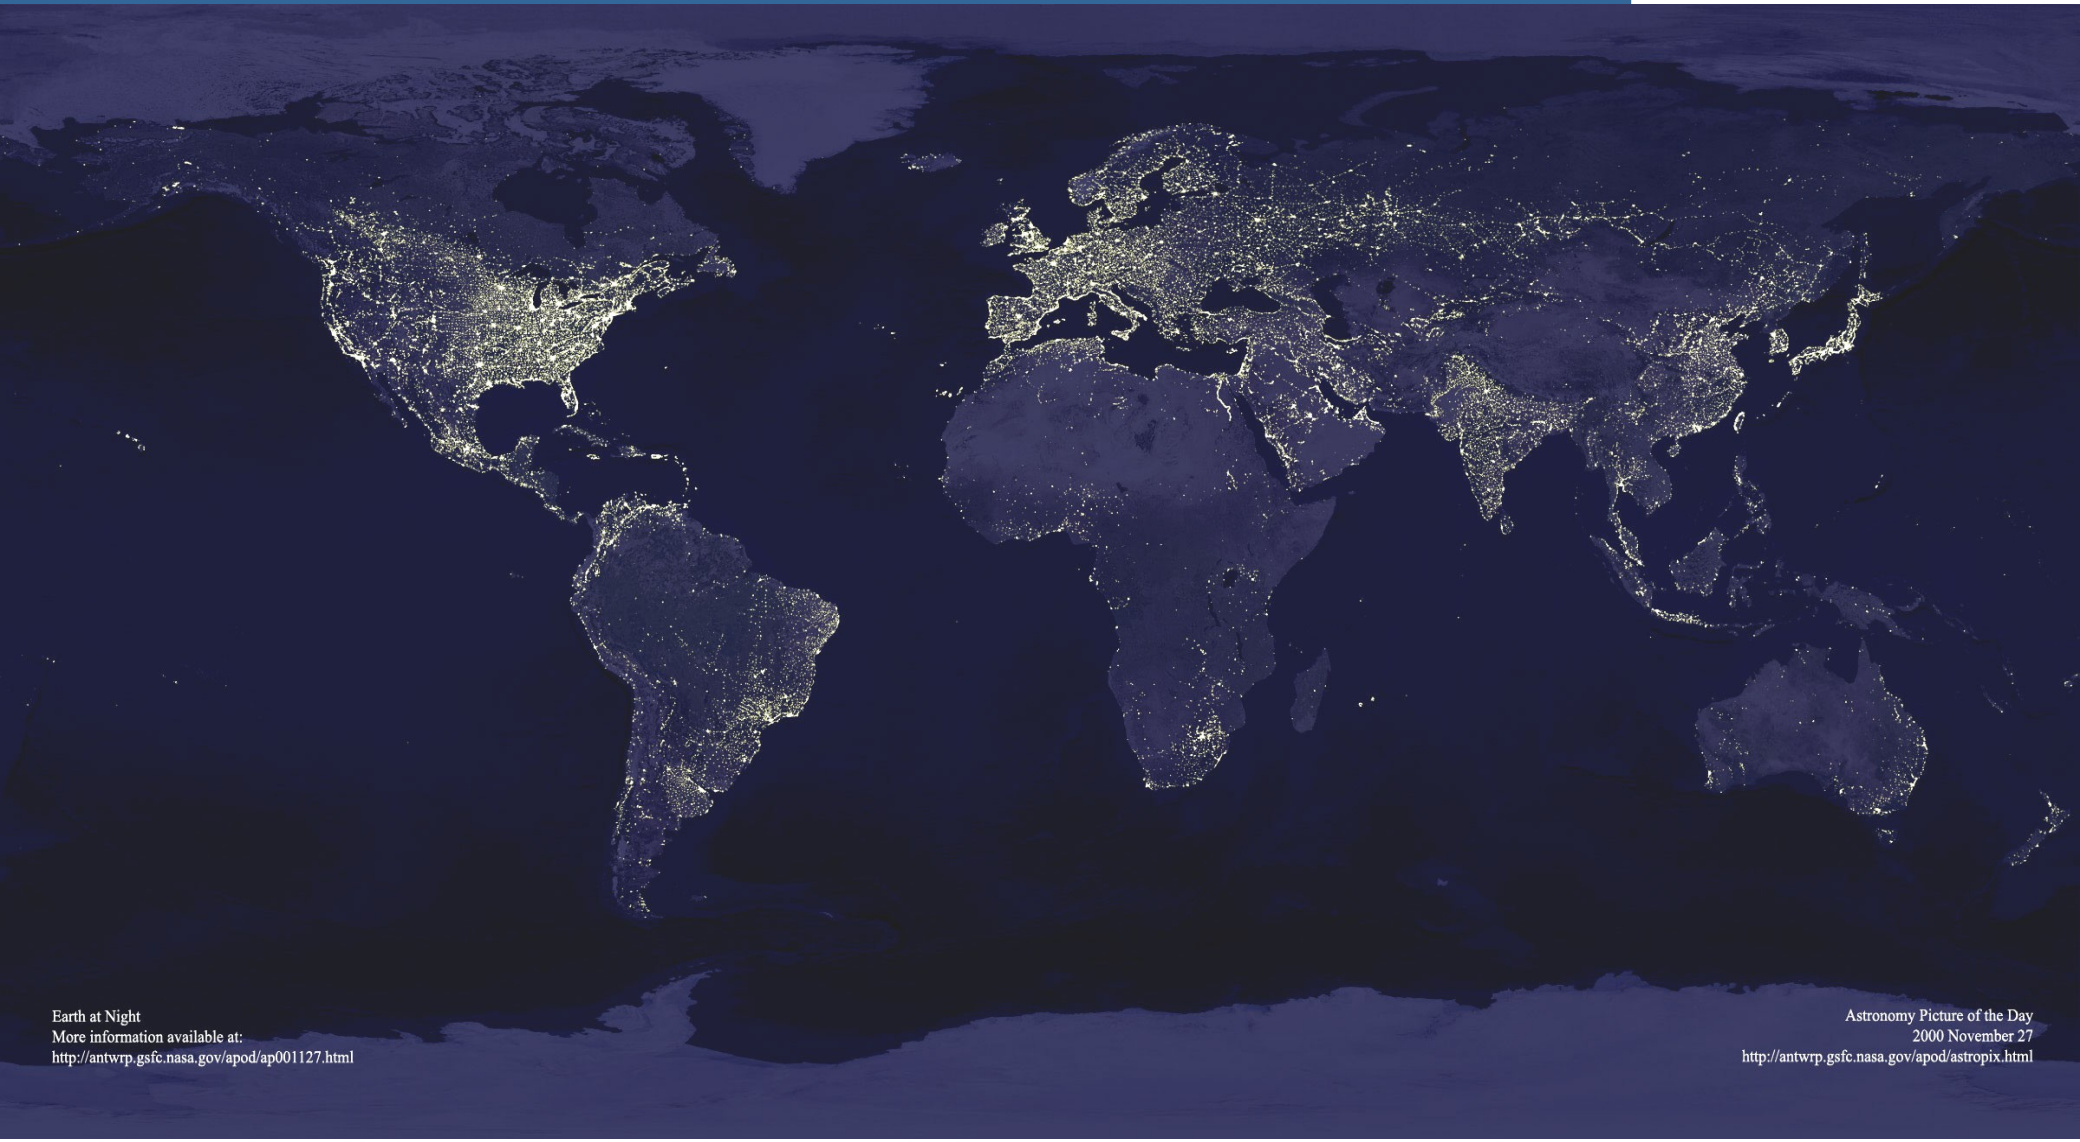 Earth at Night
More information available at:
http://antwrp.gsfc.nasa.gov/apod/ap001127.html
Astronomy Picture of the Day
2000 November 27
http://antwrp.gsfc.nasa.gov/apod/astropix.html